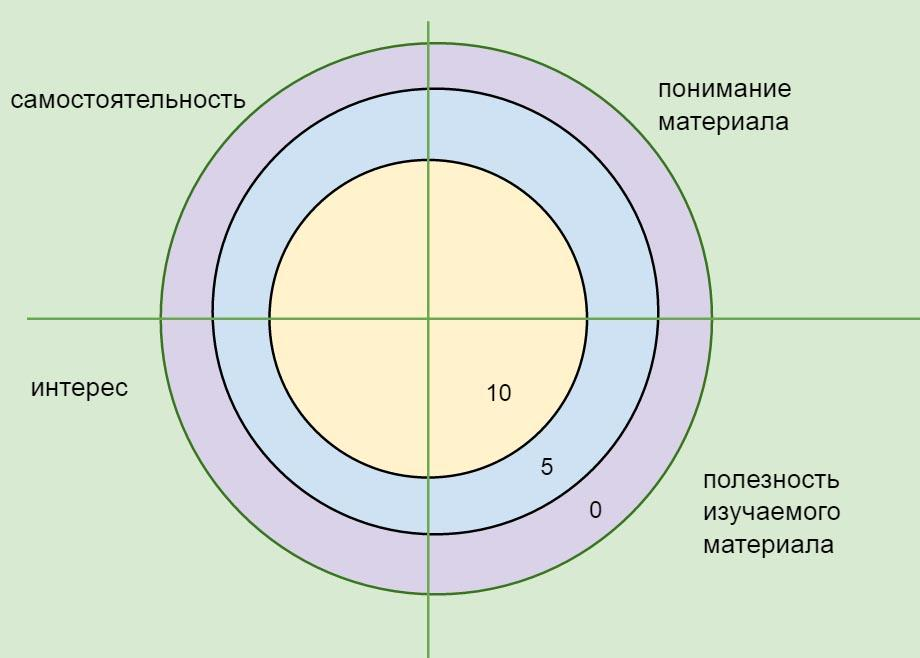 самостоятельность
понимание
материала
интерес
10
5
0
полезность
изучаемого
материала